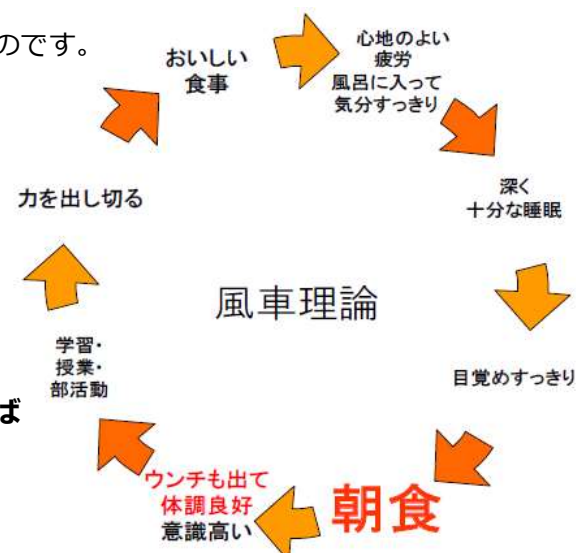 のです。
おいしい
食事
心地のよい
疲労
風呂に入って
気分すっきり
深く
十分な睡眠
目覚めすっきり
朝食
ウンチも出て
体調良好
意識高い
学習・
授業・
部活動
力を出し切る
風車理論
ば